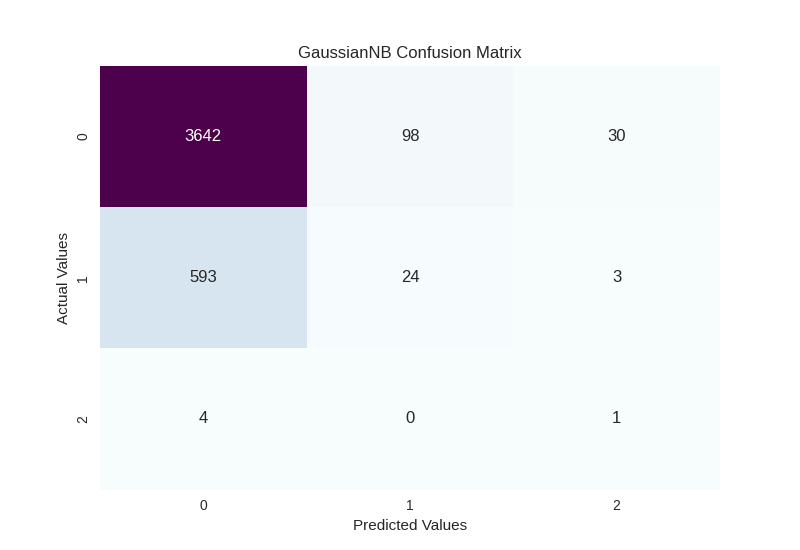 GaussianNB Confusion Matrix
Actual Values
0
3642 98 30
1
593 24 3
2
4 0 1
0 1 2
Predicted Values